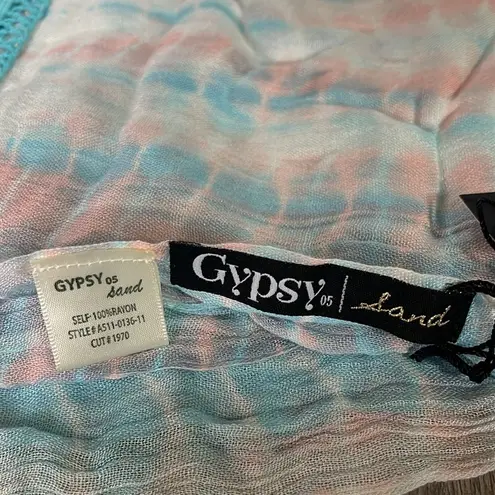 GYPSY 05
sand
SELF: 100%RAYON
STYLE# A511-0136-11
CUT# 1970
Gypsy 05 | sand